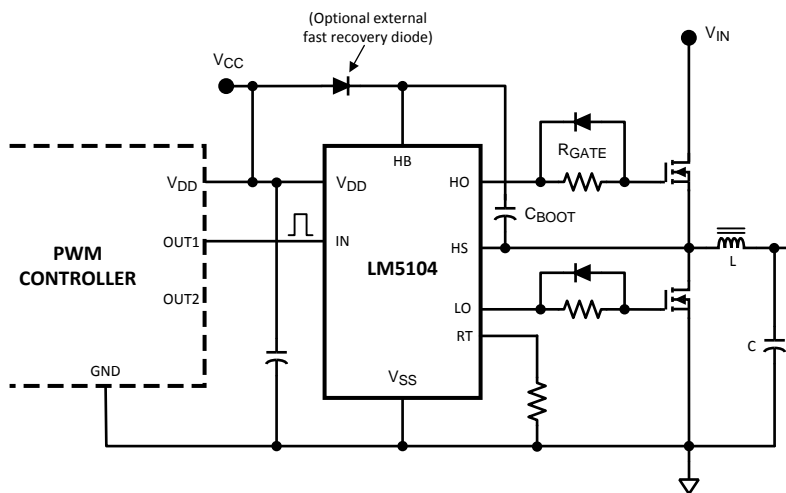 (Optional external
fast recovery diode)
VCC
VIN
HB
VDD
VDD
HO
RGATE
CBOOT
OUT1
IN
PWM
CONTROLLER
LM5104
HS
L
OUT2
LO
RT
C
GND
VSS